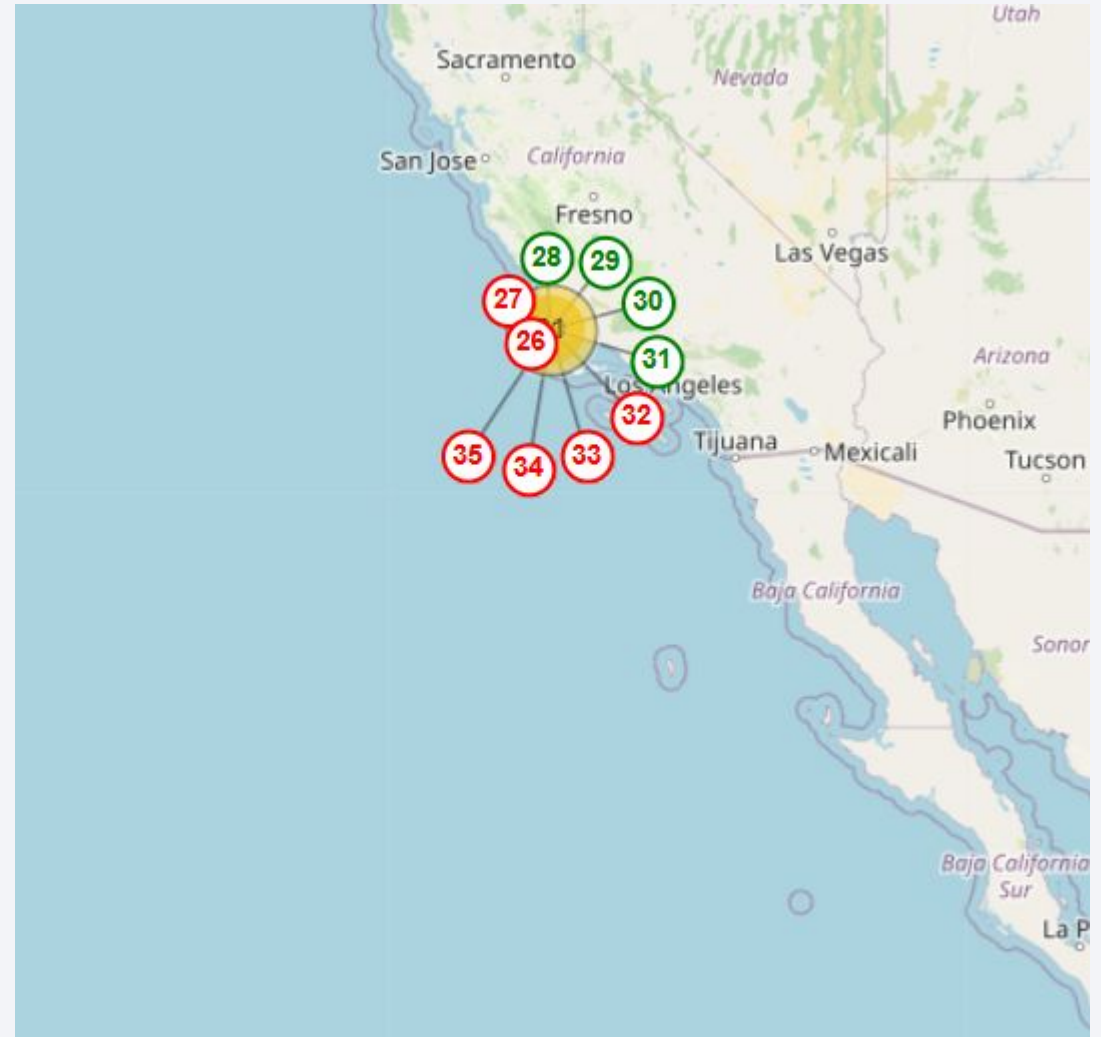 Utah
Sacramento
Nevada
San Jose
California
Fresno
28
29
Las Vegas
27
30
26
31
Arizona
Los Angeles
32
Phoenix
Tijuana
Mexicali
35
34
33
Tucson
Baja California
Sonor
Baja California
Sur
La P